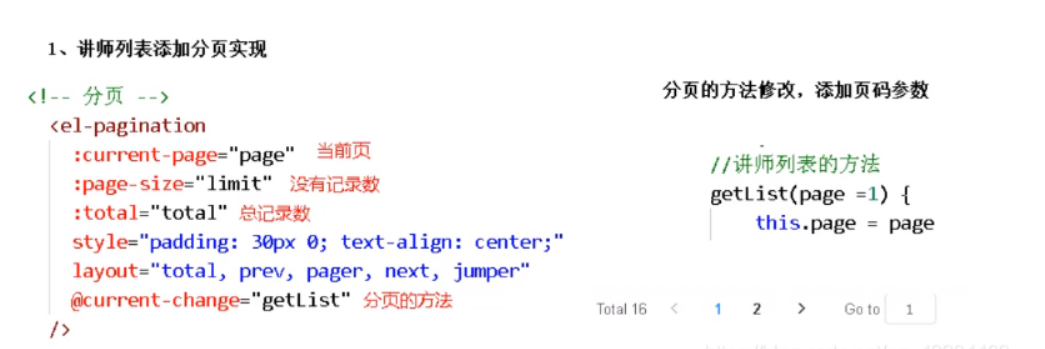 1、讲师列表添加分页实现
<!-- 分页 -->
<el-pagination
:current-page="page" 当前页
:page-size="limit" 没有记录数
:total="total" 总记录数
style="padding: 30px 0; text-align: center;"
layout="total, prev, pager, next, jumper"
@current-change="getList" 分页的方法
/>
分页的方法修改，添加页码参数
//讲师列表的方法
getList(page =1) {
this.page = page
Total 16 < 1 2 > Go to 1